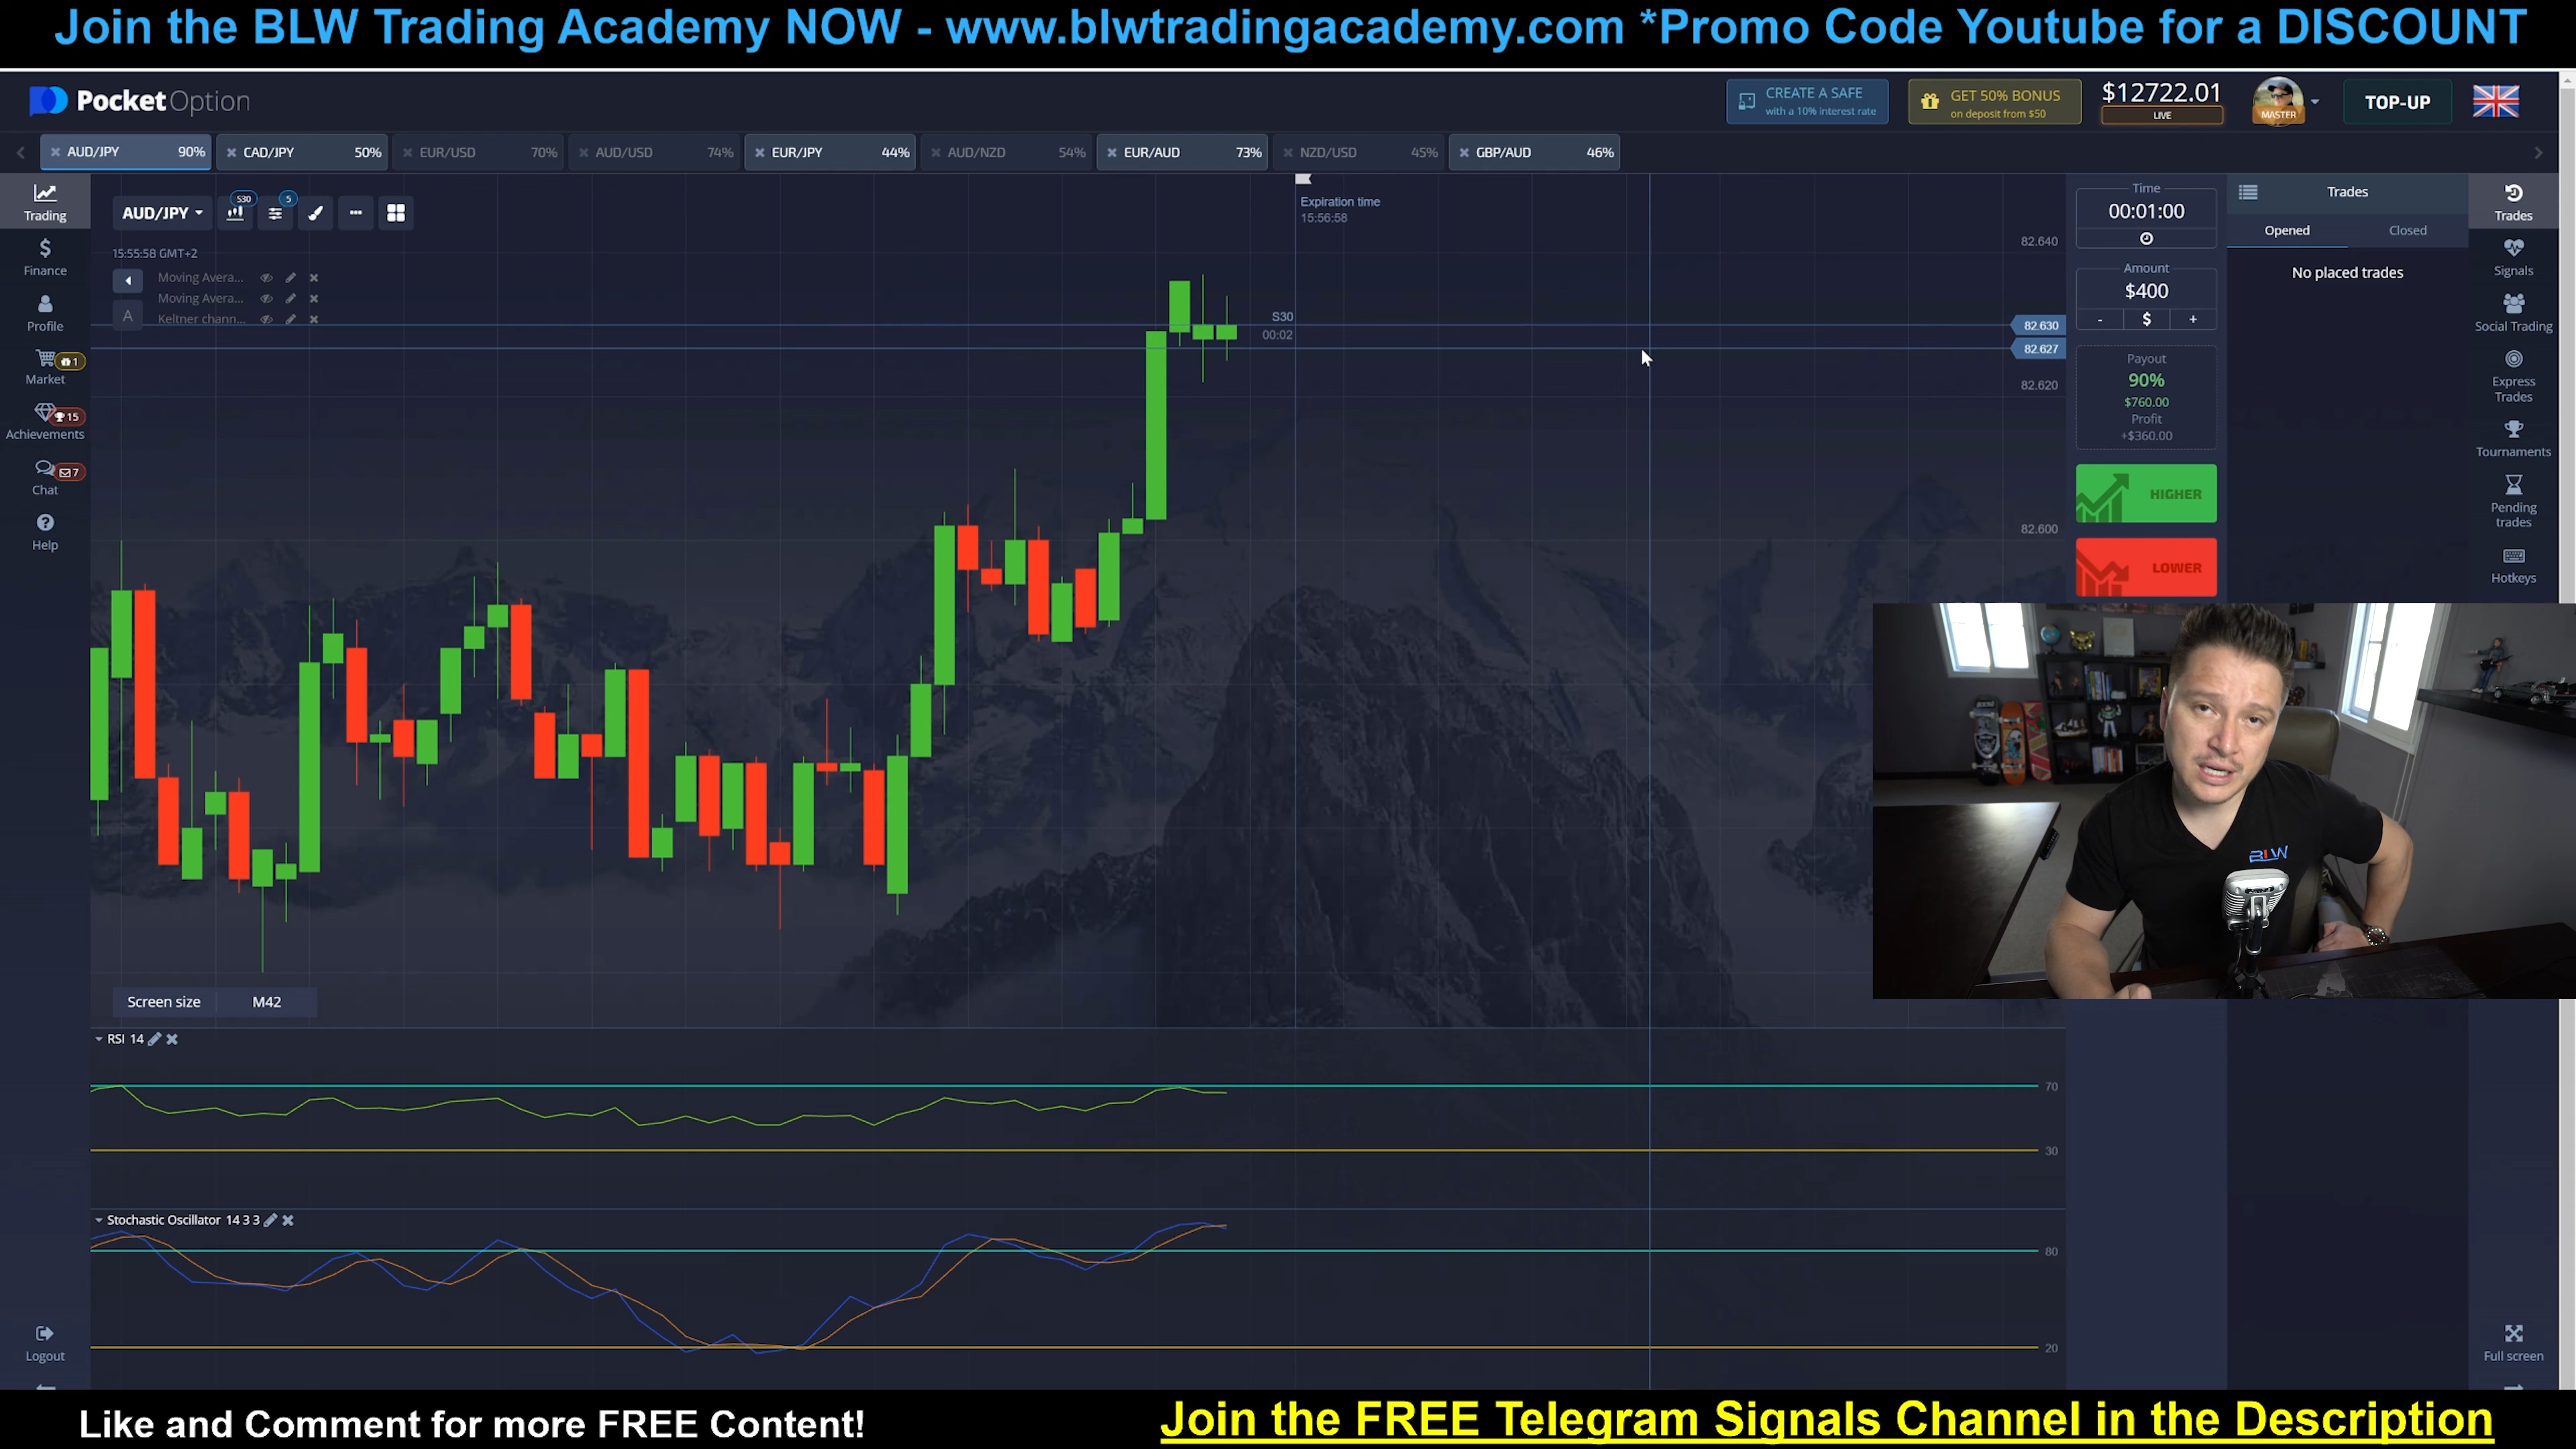 Join the BLW Trading Academy NOW - www.blwtradingacademy.com *Promo Code Youtube for a DISCOUNT
PocketOption
CREATE A SAFE
with a 10% interest rate
GET 50% BONUS
on deposit from $50
$12722.01
LIVE
MASTER
TOP-UP
AUD/JPY 90%
CAD/JPY 50%
EUR/USD 70%
AUD/USD 74%
EUR/JPY 44%
AUD/NZD 54%
EUR/AUD 73%
NZD/USD 45%
GBP/AUD 46%
Trading
Finance
Profile
Market
1
Achievements
15
Chat
7
Help
Logout
AUD/JPY
S30
5
15:55:58 GMT+2
Moving Avera...
Moving Avera...
Keltner chann...
A
Expiration time
15:56:58
S30
00:02
82.640
82.630
82.627
82.620
82.600
Screen size M42
RSI 14
70
30
Stochastic Oscillator 14 3 3
80
20
Time
00:01:00
Amount
$400
- $ +
Payout
90%
$760.00
Profit
+$360.00
HIGHER
LOWER
Trades
Opened Closed
No placed trades
Trades
Signals
Social Trading
Express
Trades
Tournaments
Pending
trades
Hotkeys
Full screen
BLW
Like and Comment for more FREE Content!
Join the FREE Telegram Signals Channel in the Description